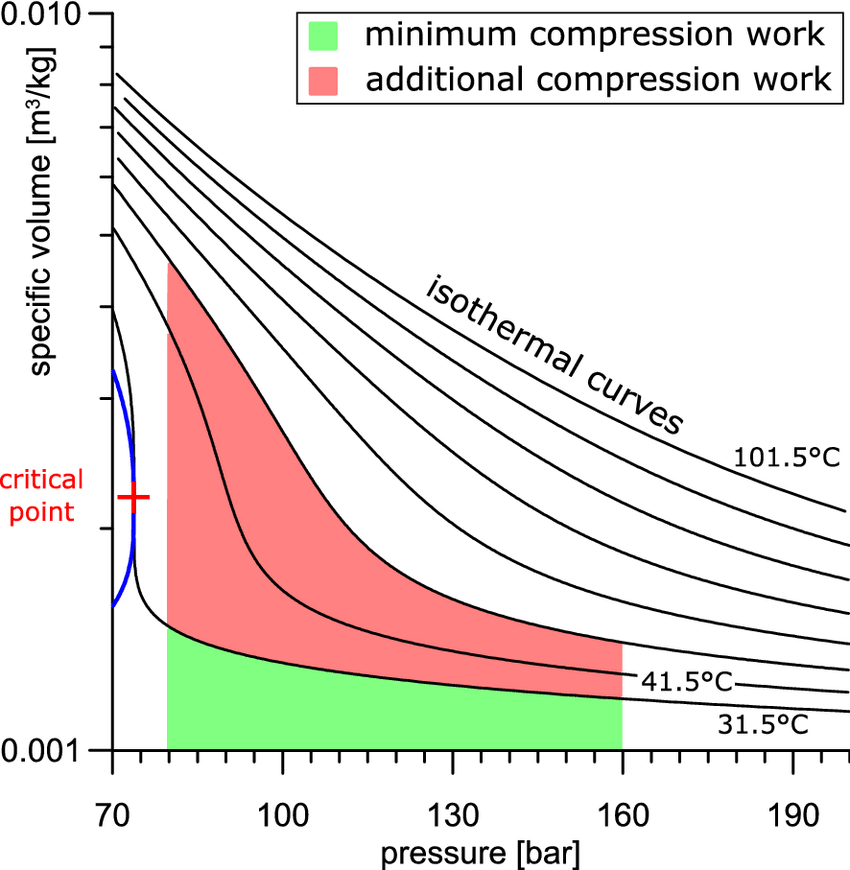 0.010
minimum compression work
additional compression work
specific volume [m³/kg]
isothermal curves
101.5°C
critical
point
41.5°C
31.5°C
0.001
70 100 130 160 190
pressure [bar]